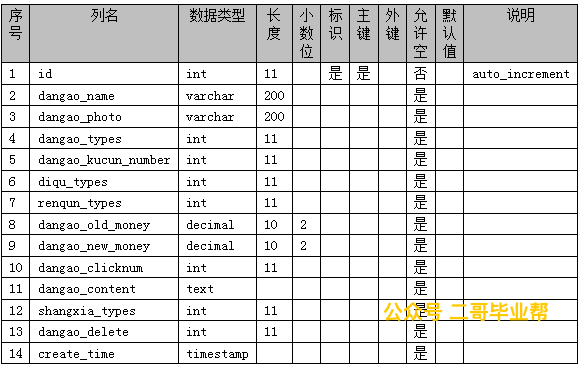 序号 列名 数据类型 长度 小数位 标识 主键 外键 允许空 默认值 说明
1 id int 11 是 是 否 auto_increment
2 dangao_name varchar 200 是
3 dangao_photo varchar 200 是
4 dangao_types int 11 是
5 dangao_kucun_number int 11 是
6 diqu_types int 11 是
7 renqun_types int 11 是
8 dangao_old_money decimal 10 2 是
9 dangao_new_money decimal 10 2 是
10 dangao_clicknum int 11 是
11 dangao_content text 是
12 shangxia_types int 11 是
公众号 二哥毕业帮
13 dangao_delete int 11 是
14 create_time timestamp 是